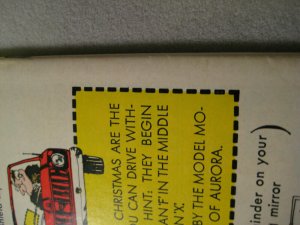 CHRISTMAS ARE THE
U CAN DRIVE WITH-
HINT: THEY BEGIN
AN 'F' IN THE MIDDLE
N 'X'.
BY THE MODEL MO-
OF AURORA.
inder on your)
mirror